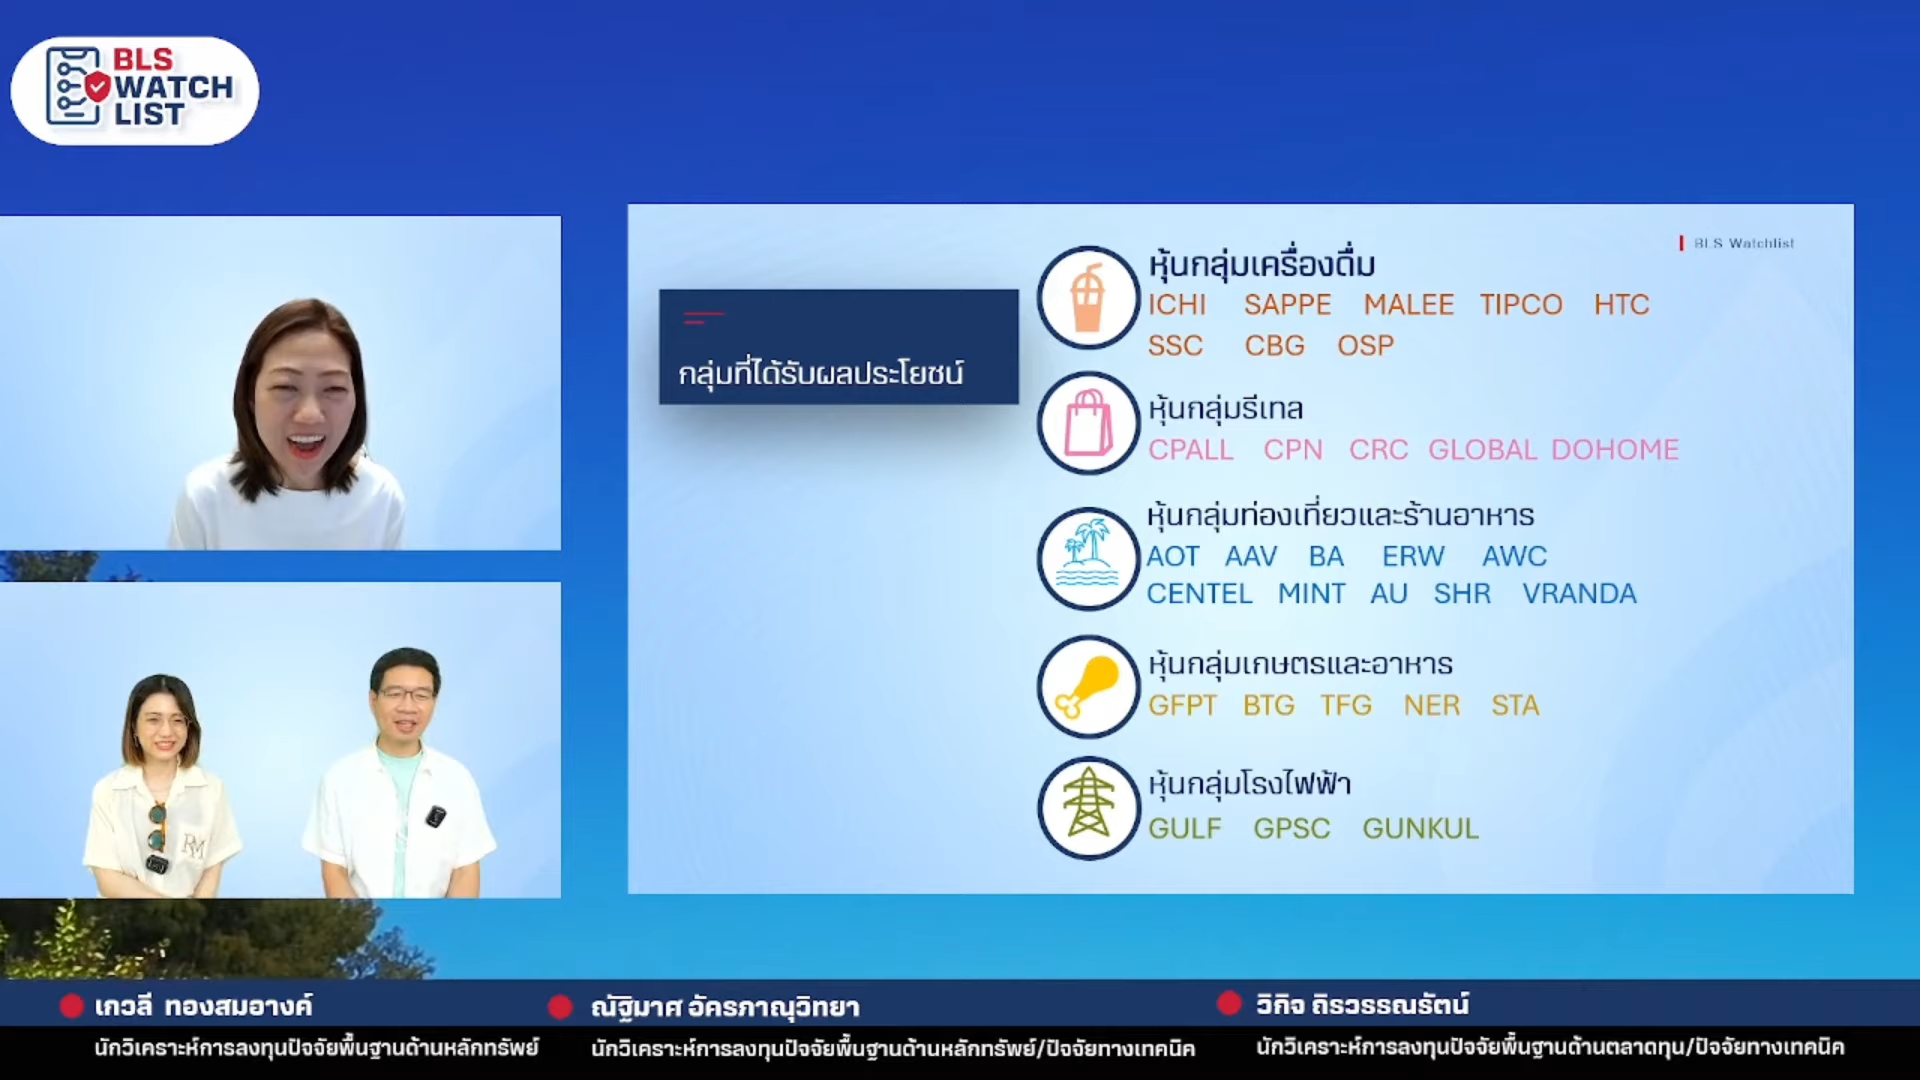 BLS
WATCH
LIST
BLS Watchlist
กลุ่มที่ได้รับผลประโยชน์
หุ้นกลุ่มเครื่องดื่ม
ICHI SAPPE MALEE TIPCO HTC
SSC CBG OSP
หุ้นกลุ่มรีเทล
CPALL CPN CRC GLOBAL DOHOME
หุ้นกลุ่มท่องเที่ยวและร้านอาหาร
AOT AAV BA ERW AWC
CENTEL MINT AU SHR VRANDA
หุ้นกลุ่มเกษตรและอาหาร
GFPT BTG TFG NER STA
หุ้นกลุ่มโรงไฟฟ้า
GULF GPSC GUNKUL
RM
เกวลี ทองสมอางค์
นักวิเคราะห์การลงทุนปัจจัยพื้นฐานด้านหลักทรัพย์
ณัฐิมาศ อัครภาณุวิทยา
นักวิเคราะห์การลงทุนปัจจัยพื้นฐานด้านหลักทรัพย์/ปัจจัยทางเทคนิค
วิกิจ ถิรวรรณรัตน์
นักวิเคราะห์การลงทุนปัจจัยพื้นฐานด้านตลาดทุน/ปัจจัยทางเทคนิค